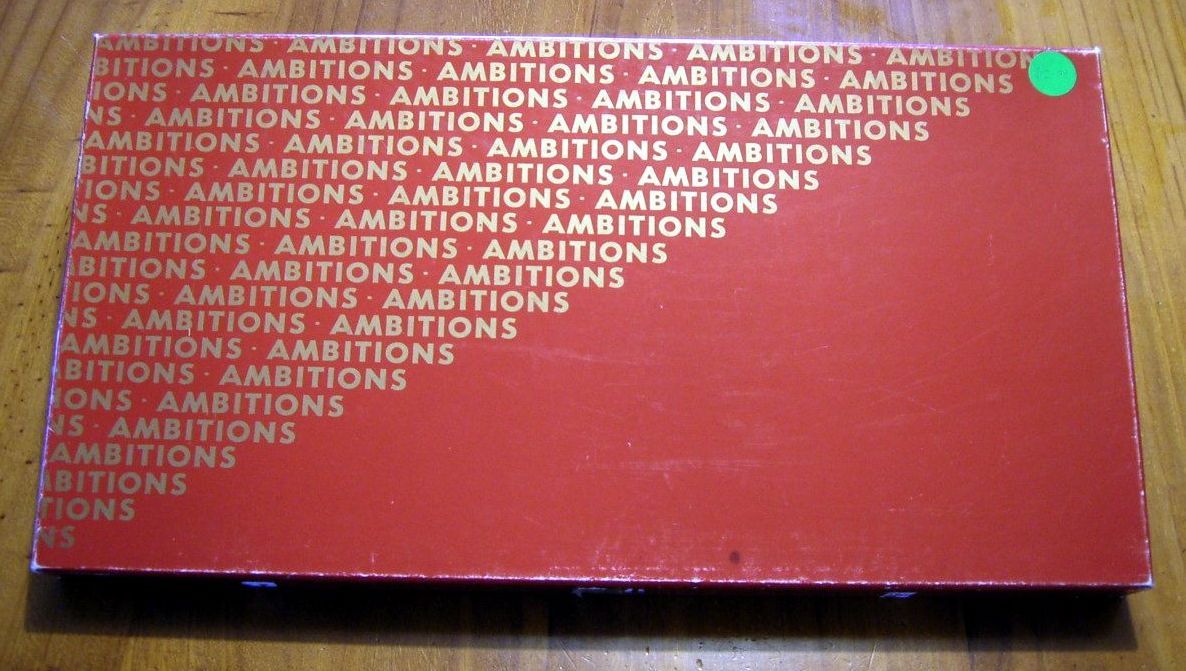 AMBITIONS · AMBITIONS · AMBITIONS · AMBITIONS · AMBITION
BITIONS · AMBITIONS · AMBITIONS · AMBITIONS · AMBITIONS
IONS · AMBITIONS · AMBITIONS · AMBITIONS · AMBITIONS
NS · AMBITIONS · AMBITIONS · AMBITIONS · AMBITIONS
AMBITIONS · AMBITIONS · AMBITIONS · AMBITIONS
BITIONS · AMBITIONS · AMBITIONS · AMBITIONS
IONS · AMBITIONS · AMBITIONS · AMBITIONS
NS · AMBITIONS · AMBITIONS · AMBITIONS
AMBITIONS · AMBITIONS · AMBITIONS
BITIONS · AMBITIONS · AMBITIONS
IONS · AMBITIONS · AMBITIONS
NS · AMBITIONS · AMBITIONS
AMBITIONS · AMBITIONS
BITIONS · AMBITIONS
IONS · AMBITIONS
NS · AMBITIONS
AMBITIONS
BITIONS
TIONS
NS